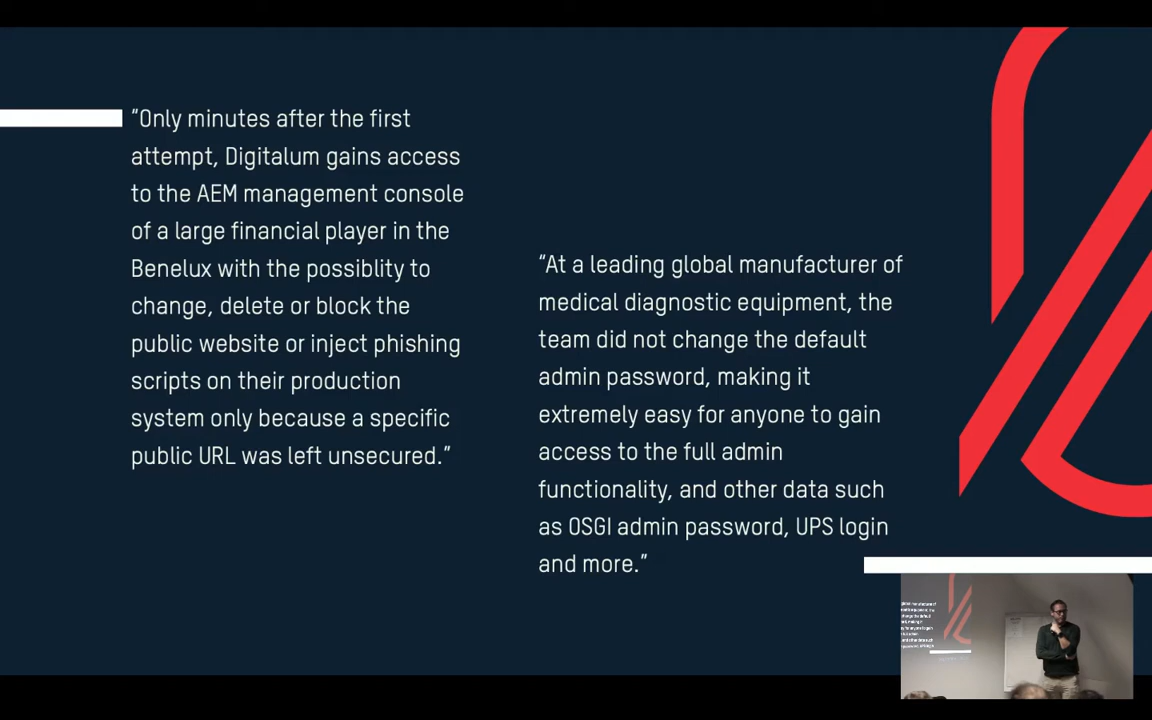 “Only minutes after the first
attempt, Digitalum gains access
to the AEM management console
of a large financial player in the
Benelux with the possiblity to
change, delete or block the
public website or inject phishing
scripts on their production
system only because a specific
public URL was left unsecured.”
“At a leading global manufacturer of
medical diagnostic equipment, the
team did not change the default
admin password, making it
extremely easy for anyone to gain
access to the full admin
functionality, and other data such
as OSGI admin password, UPS login
and more.”